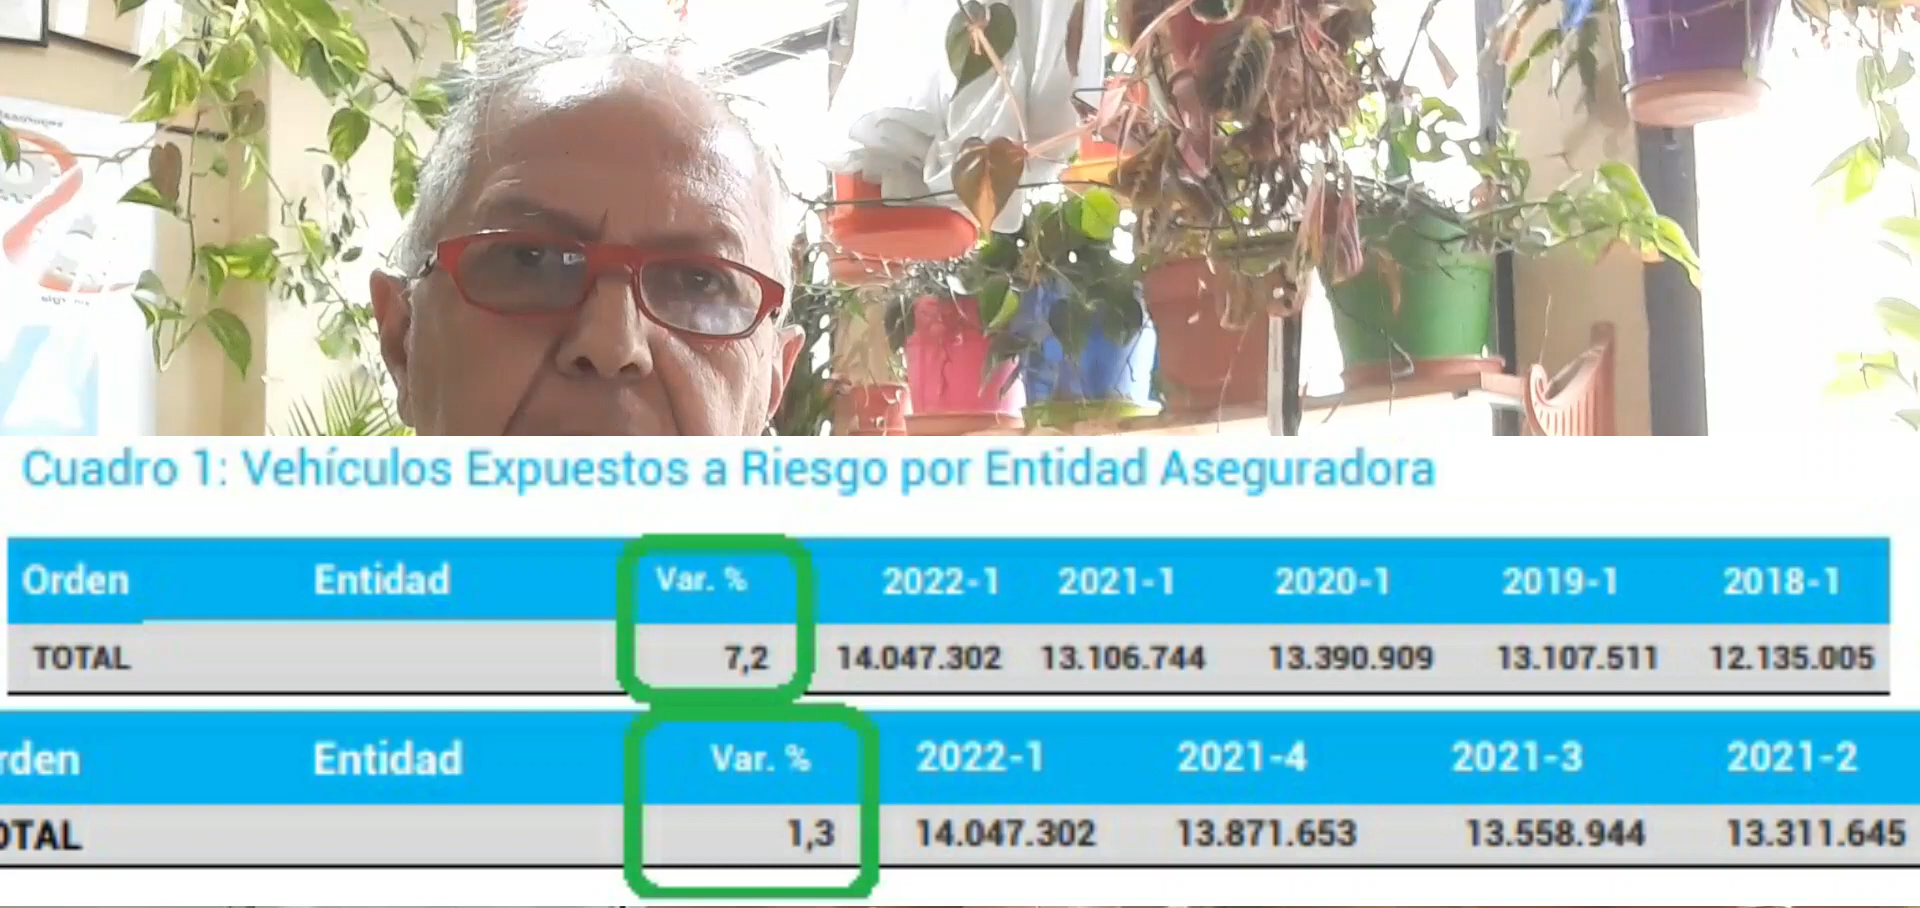 Cuadro 1: Vehículos Expuestos a Riesgo por Entidad Aseguradora
Orden Entidad Var. % 2022-1 2021-1 2020-1 2019-1 2018-1
TOTAL 7,2 14.047.302 13.106.744 13.390.909 13.107.511 12.135.005
rden Entidad Var. % 2022-1 2021-4 2021-3 2021-2
OTAL 1,3 14.047.302 13.871.653 13.558.944 13.311.645